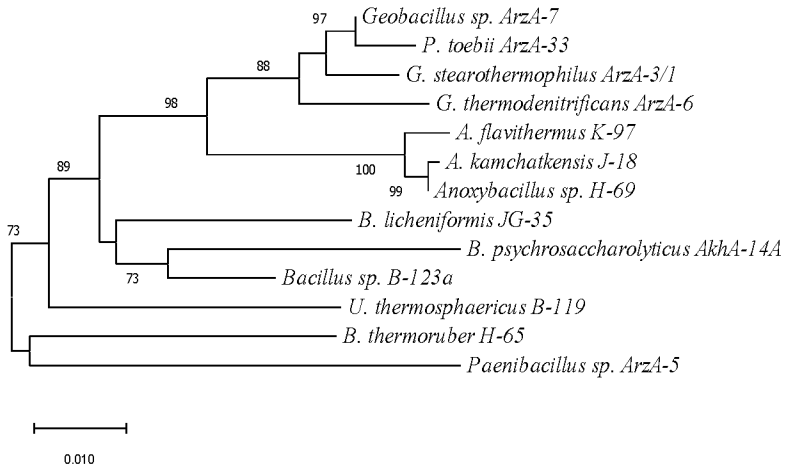 97
Geobacillus sp. ArzA-7
P. toebii ArzA-33
88
G. stearothermophilus ArzA-3/1
98
G. thermodenitrificans ArzA-6
A. flavithermus K-97
89
100
A. kamchatkensis J-18
99
Anoxybacillus sp. H-69
B. licheniformis JG-35
73
B. psychrosaccharolyticus AkhA-14A
73
Bacillus sp. B-123a
U. thermosphaericus B-119
B. thermoruber H-65
Paenibacillus sp. ArzA-5
0.010